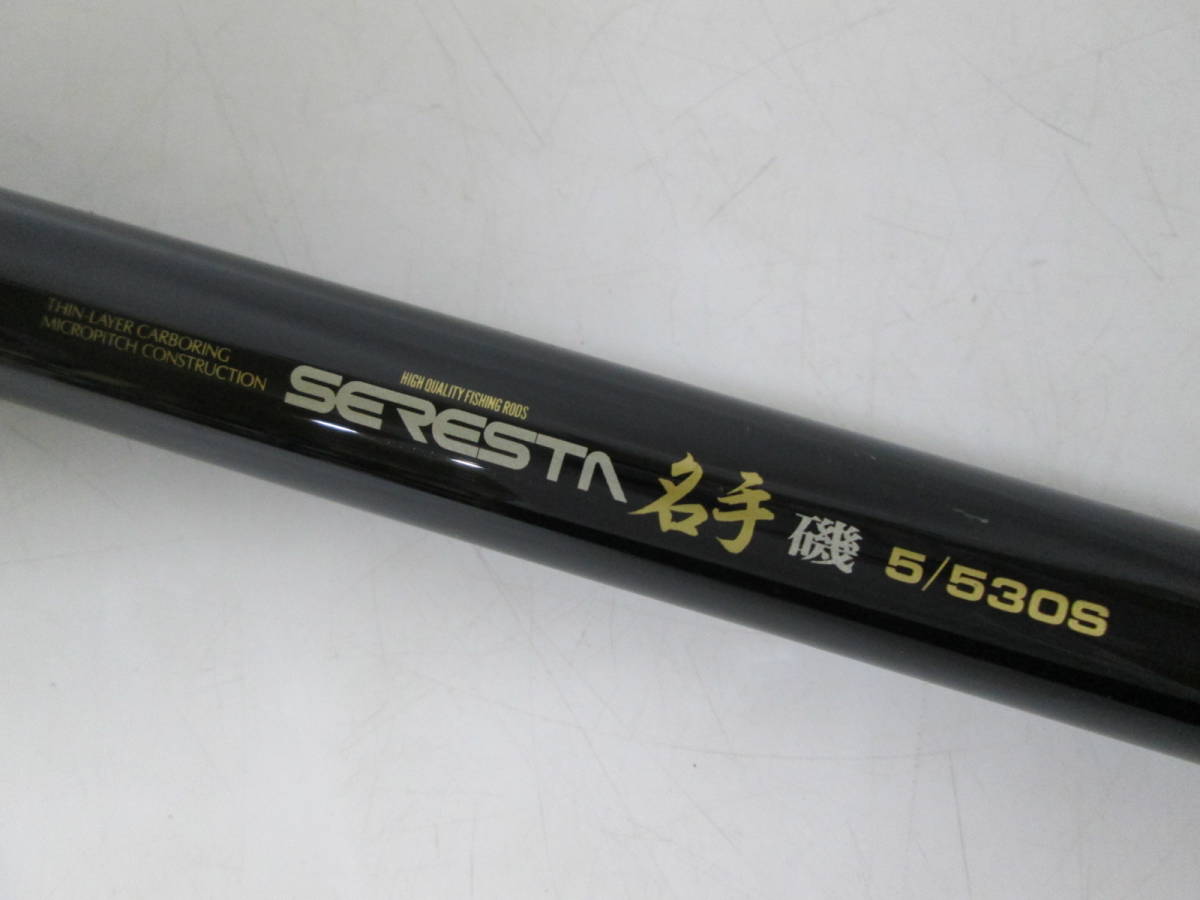 THIN-LAYER CARBORING
MICROPITCH CONSTRUCTION
HIGH QUALITY FISHING RODS
SERESTA 名手 磯 5/530S